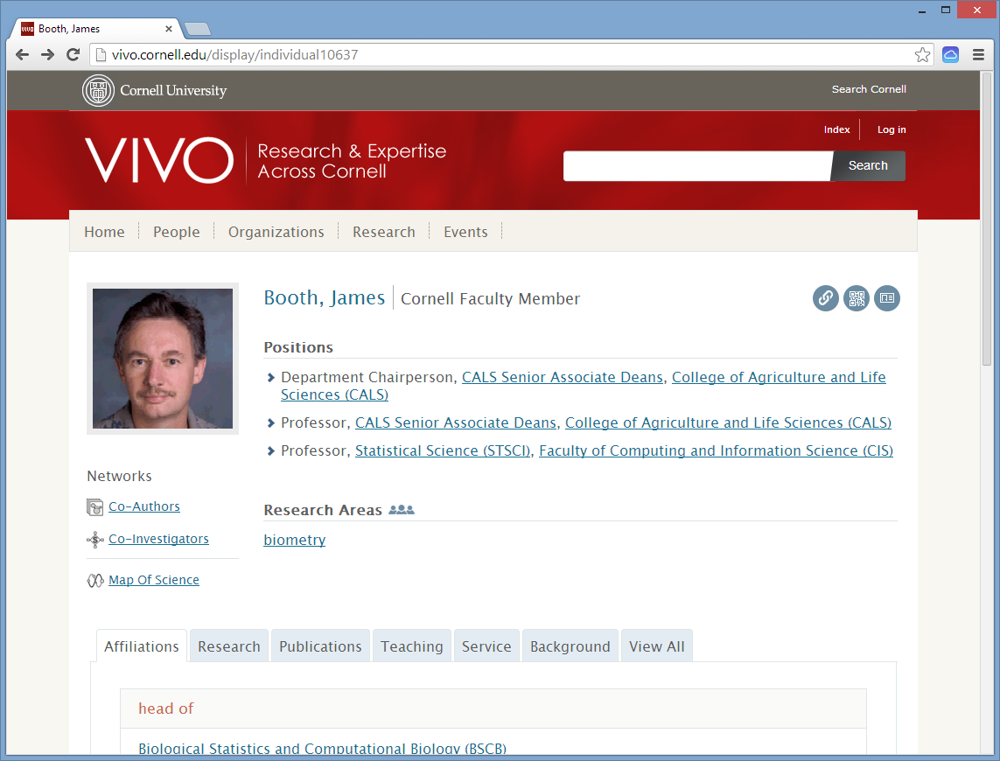 Booth, James
vivo.cornell.edu/display/individual10637
Cornell University
Search Cornell
Index
Log in
VIVO
Research & Expertise
Across Cornell
Search
Home
People
Organizations
Research
Events
Booth, James
Cornell Faculty Member
Positions
Department Chairperson, CALS Senior Associate Deans, College of Agriculture and Life
Sciences (CALS)
Professor, CALS Senior Associate Deans, College of Agriculture and Life Sciences (CALS)
Professor, Statistical Science (STSCI), Faculty of Computing and Information Science (CIS)
Networks
Co-Authors
Co-Investigators
Map Of Science
Research Areas
biometry
Affiliations
Research
Publications
Teaching
Service
Background
View All
head of
Biological Statistics and Computational Biology (BSCB)